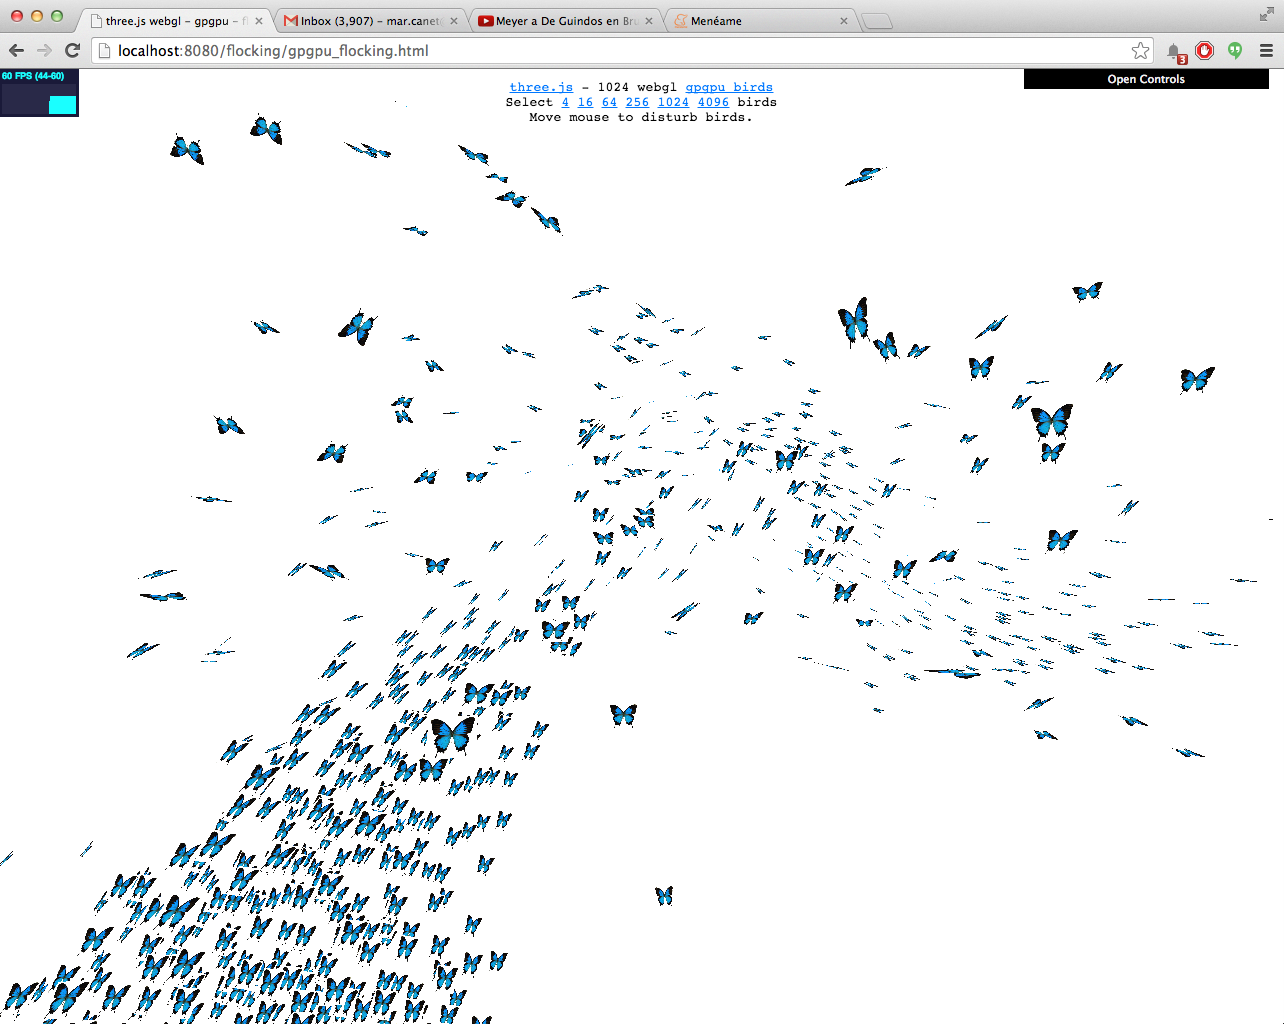 three.js webgl - gpgpu - fl
Inbox (3,907) - mar.canet@
Meyer a De Guindos en Bru
Menéame
localhost:8080/flocking/gpgpu_flocking.html
3
60 FPS (44-60)
three.js - 1024 webgl gpgpu birds
Select 4 16 64 256 1024 4096 birds
Move mouse to disturb birds.
Open Controls